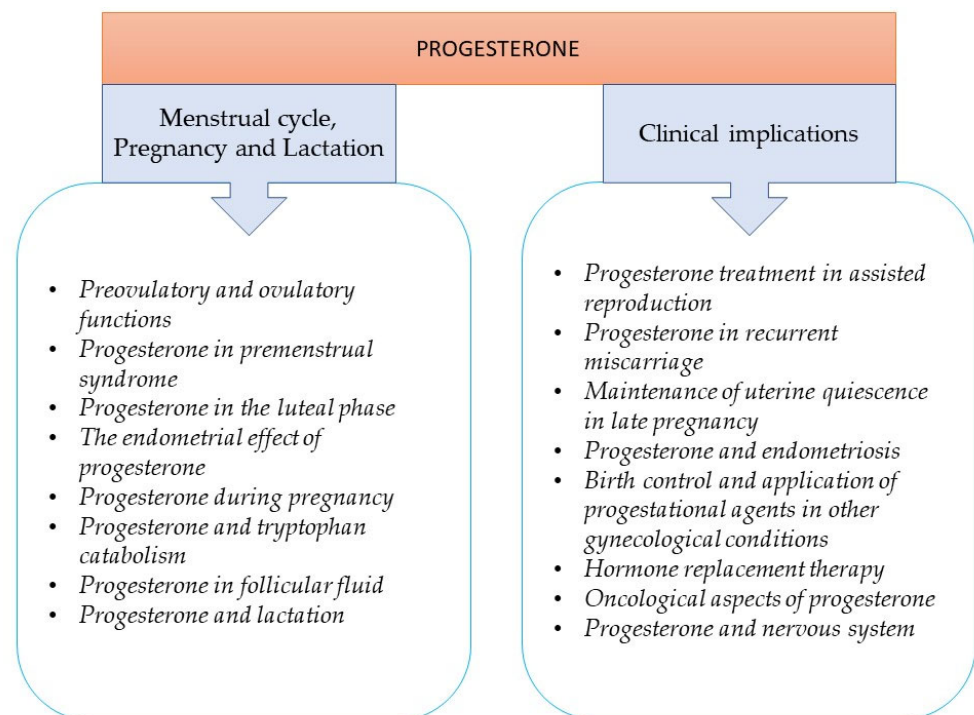 PROGESTERONE
Menstrual cycle,
Pregnancy and Lactation
• Preovulatory and ovulatory
functions
• Progesterone in premenstrual
syndrome
• Progesterone in the luteal phase
• The endometrial effect of
progesterone
• Progesterone during pregnancy
• Progesterone and tryptophan
catabolism
• Progesterone in follicular fluid
• Progesterone and lactation
Clinical implications
• Progesterone treatment in assisted
reproduction
• Progesterone in recurrent
miscarriage
• Maintenance of uterine quiescence
in late pregnancy
• Progesterone and endometriosis
• Birth control and application of
progestational agents in other
gynecological conditions
• Hormone replacement therapy
• Oncological aspects of progesterone
• Progesterone and nervous system